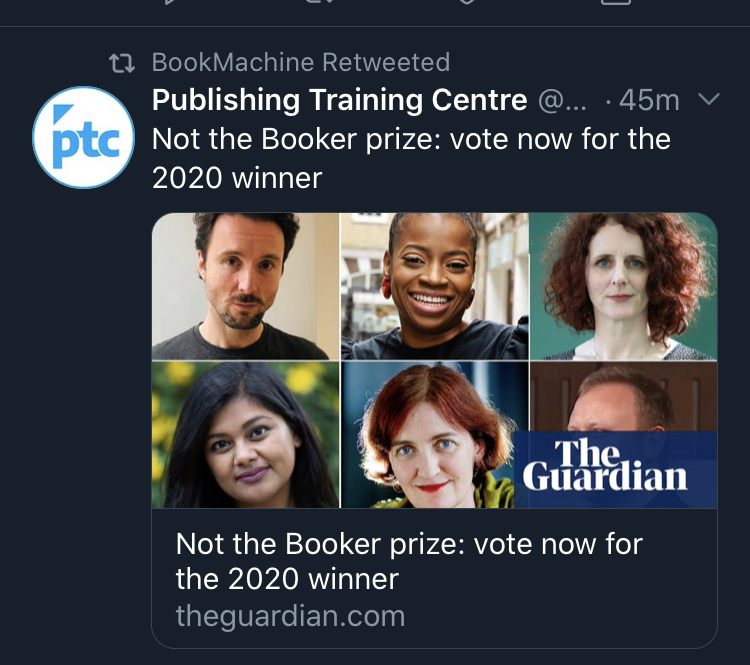 BookMachine Retweeted
Publishing Training Centre @... · 45m
ptc
Not the Booker prize: vote now for the
2020 winner
The
Guardian
Not the Booker prize: vote now for
the 2020 winner
theguardian.com